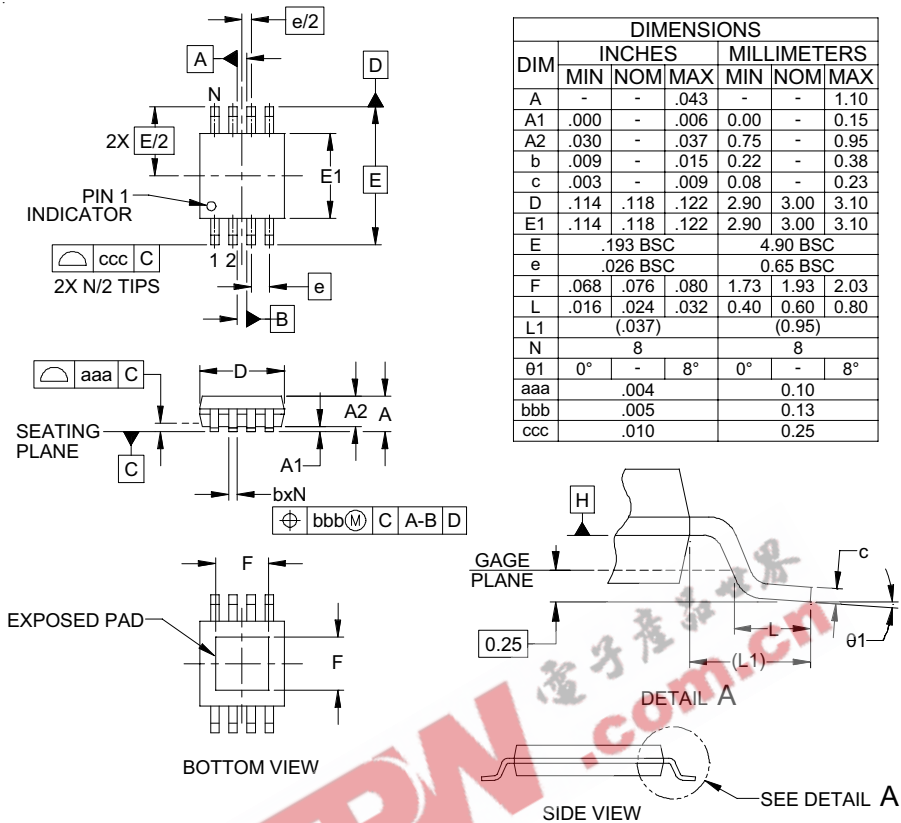 e/2
A
D
N
2X E/2
E1
E
PIN 1
INDICATOR
ccc C
1 2
2X N/2 TIPS
e
B
DIMENSIONS
DIM INCHES MILLIMETERS
MIN NOM MAX MIN NOM MAX
A - - .043 - - 1.10
A1 .000 - .006 0.00 - 0.15
A2 .030 - .037 0.75 - 0.95
b .009 - .015 0.22 - 0.38
c .003 - .009 0.08 - 0.23
D .114 .118 .122 2.90 3.00 3.10
E1 .114 .118 .122 2.90 3.00 3.10
E .193 BSC 4.90 BSC
e .026 BSC 0.65 BSC
F .068 .076 .080 1.73 1.93 2.03
L .016 .024 .032 0.40 0.60 0.80
L1 (.037) (0.95)
N 8 8
θ1 0° - 8° 0° - 8°
aaa .004 0.10
bbb .005 0.13
ccc .010 0.25
aaa C
D
A2 A
SEATING
PLANE
C
A1
bxN
⌖ bbbⓂ C A-B D
F
EXPOSED PAD
F
BOTTOM VIEW
H
GAGE
PLANE
c
0.25
L
(L1)
θ1
DETAIL A
SIDE VIEW
SEE DETAIL A
電子產品世界
.com.cn